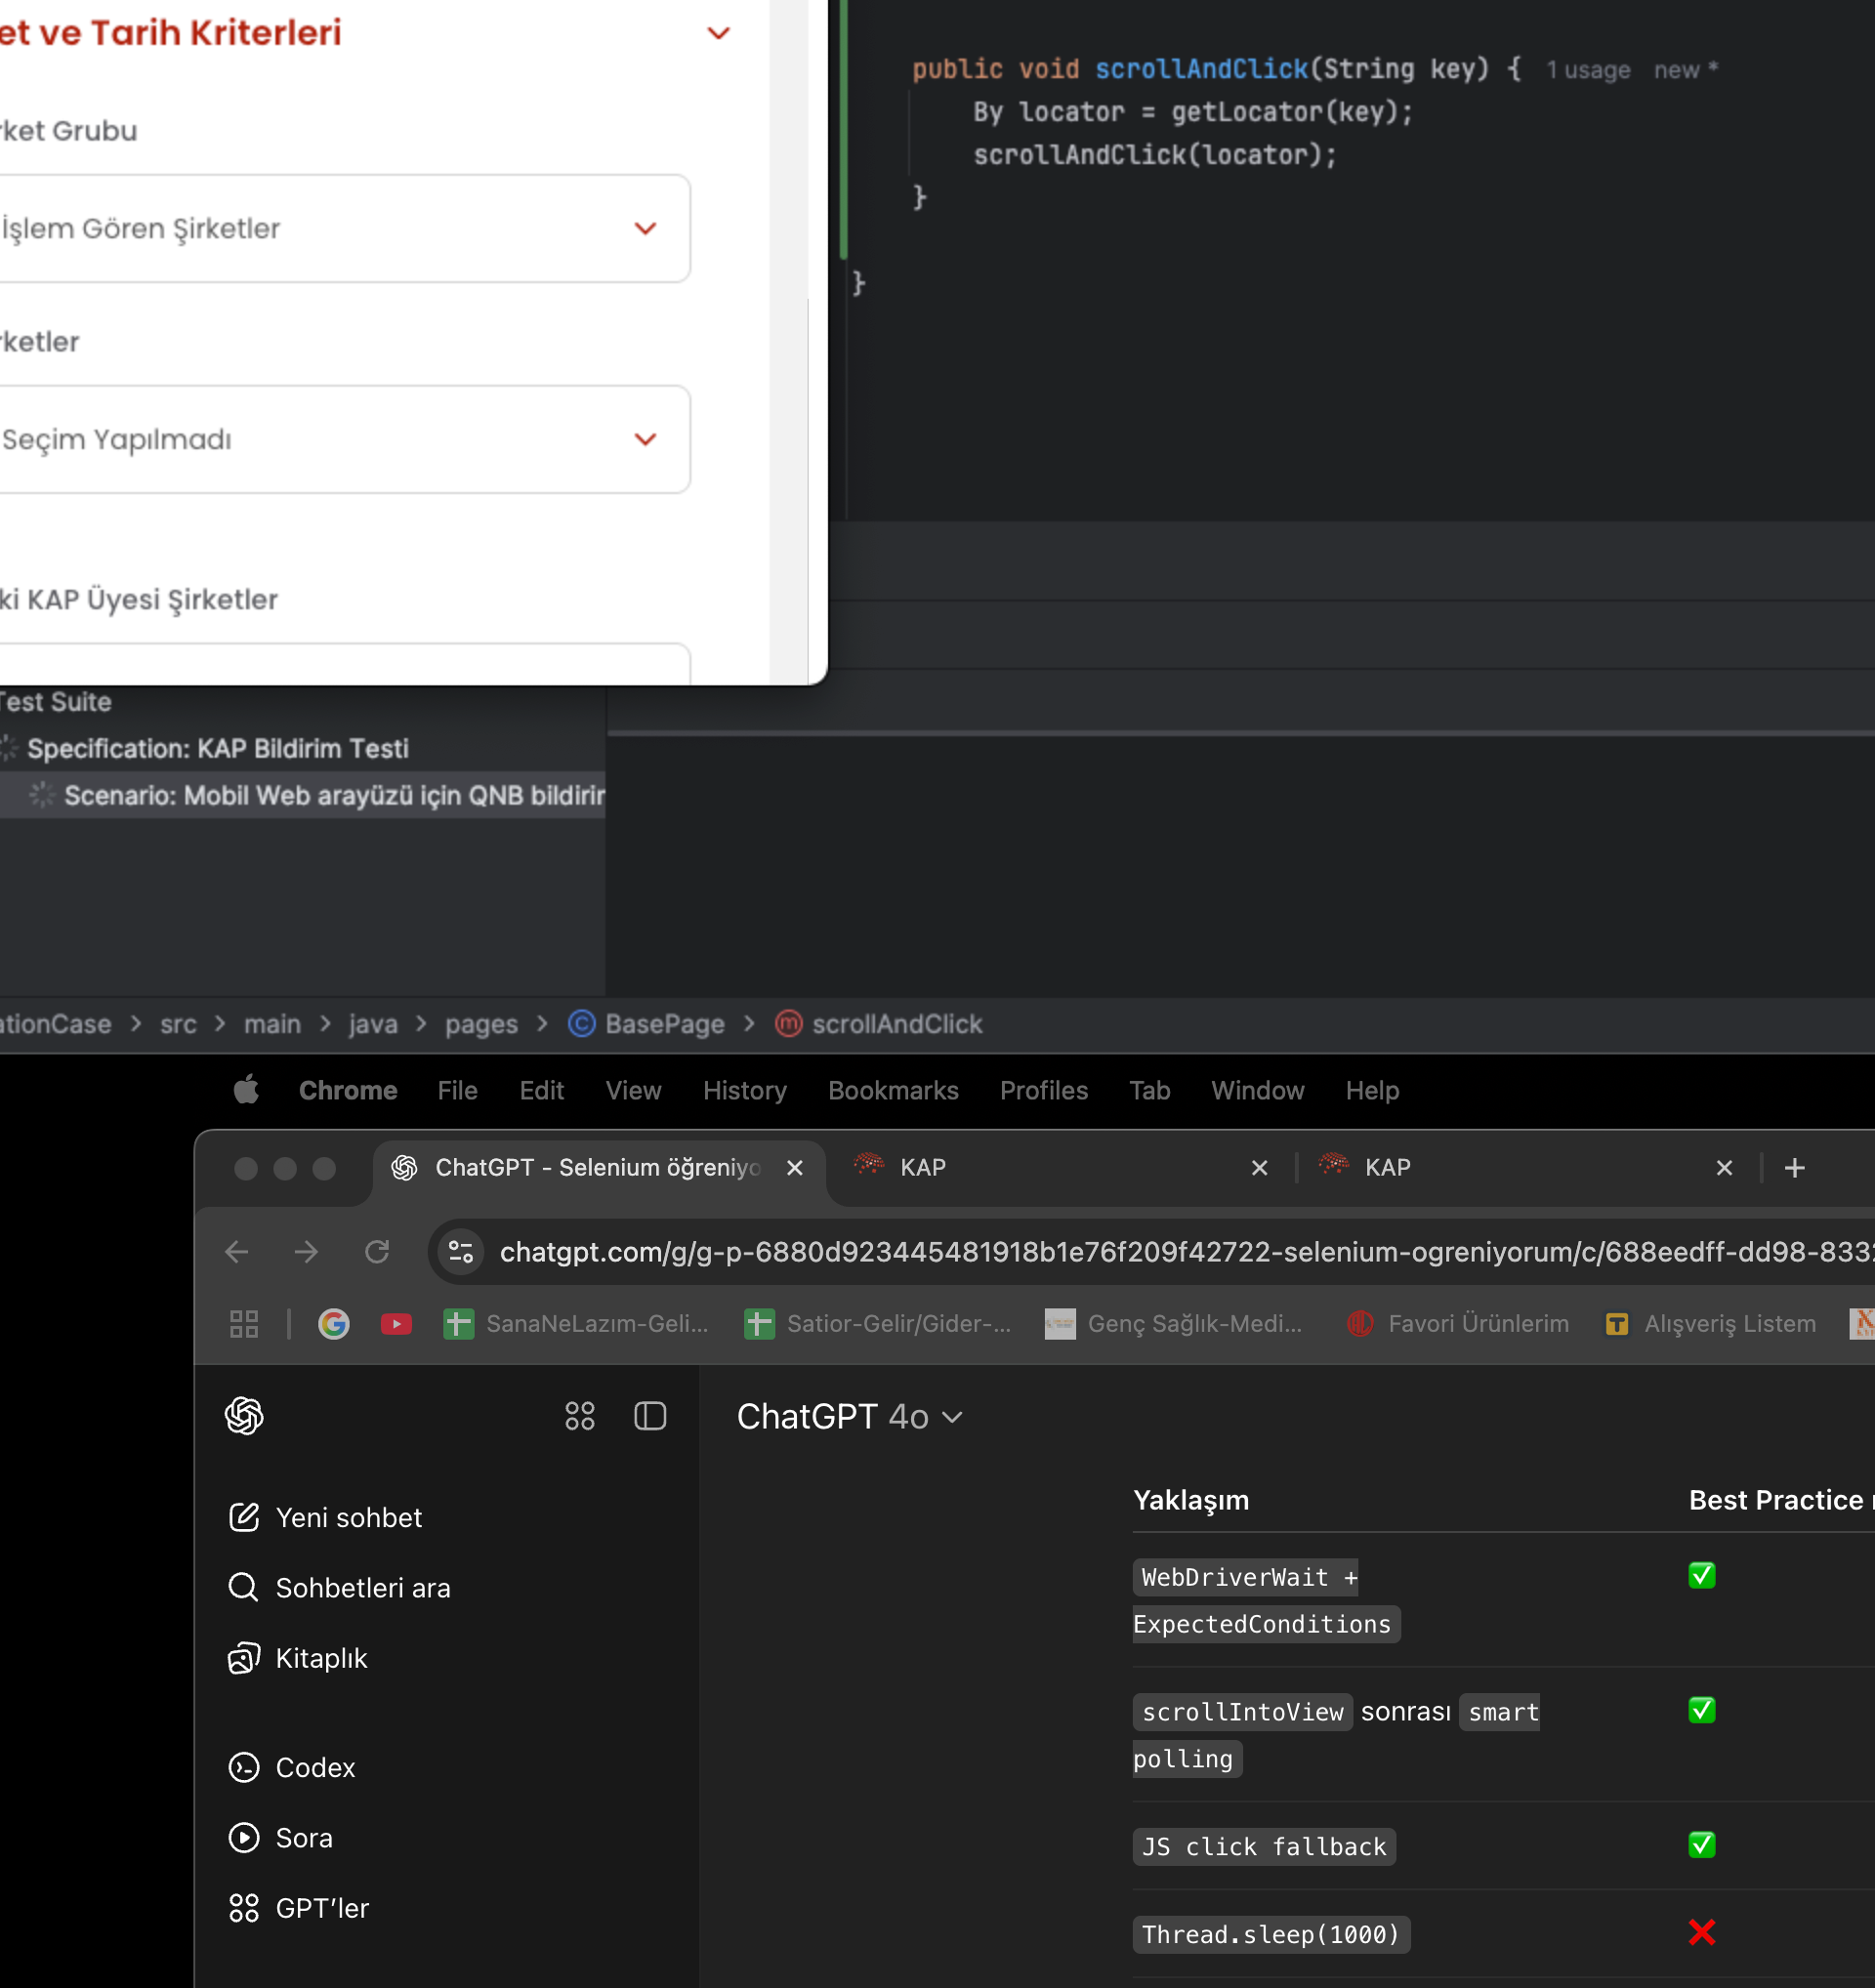 et ve Tarih Kriterleri
rket Grubu
İşlem Gören Şirketler
rketler
Seçim Yapılmadı
ki KAP Üyesi Şirketler
public void scrollAndClick(String key) { 1 usage new *
By locator = getLocator(key);
scrollAndClick(locator);
}
}
Test Suite
Specification: KAP Bildirim Testi
Scenario: Mobil Web arayüzü için QNB bildirir
ationCase > src > main > java > pages > BasePage > scrollAndClick
Chrome File Edit View History Bookmarks Profiles Tab Window Help
ChatGPT - Selenium öğreniyo KAP KAP
chatgpt.com/g/g-p-6880d923445481918b1e76f209f42722-selenium-ogreniyorum/c/688eedff-dd98-833
SanaNeLazım-Geli... Satior-Gelir/Gider-... Genç Sağlık-Medi... Favori Ürünlerim Alışveriş Listem
ChatGPT 4o
Yeni sohbet
Sohbetleri ara
Kitaplık
Codex
Sora
GPT'ler
Yaklaşım Best Practice
WebDriverWait +
ExpectedConditions
scrollIntoView sonrası smart
polling
JS click fallback
Thread.sleep(1000)